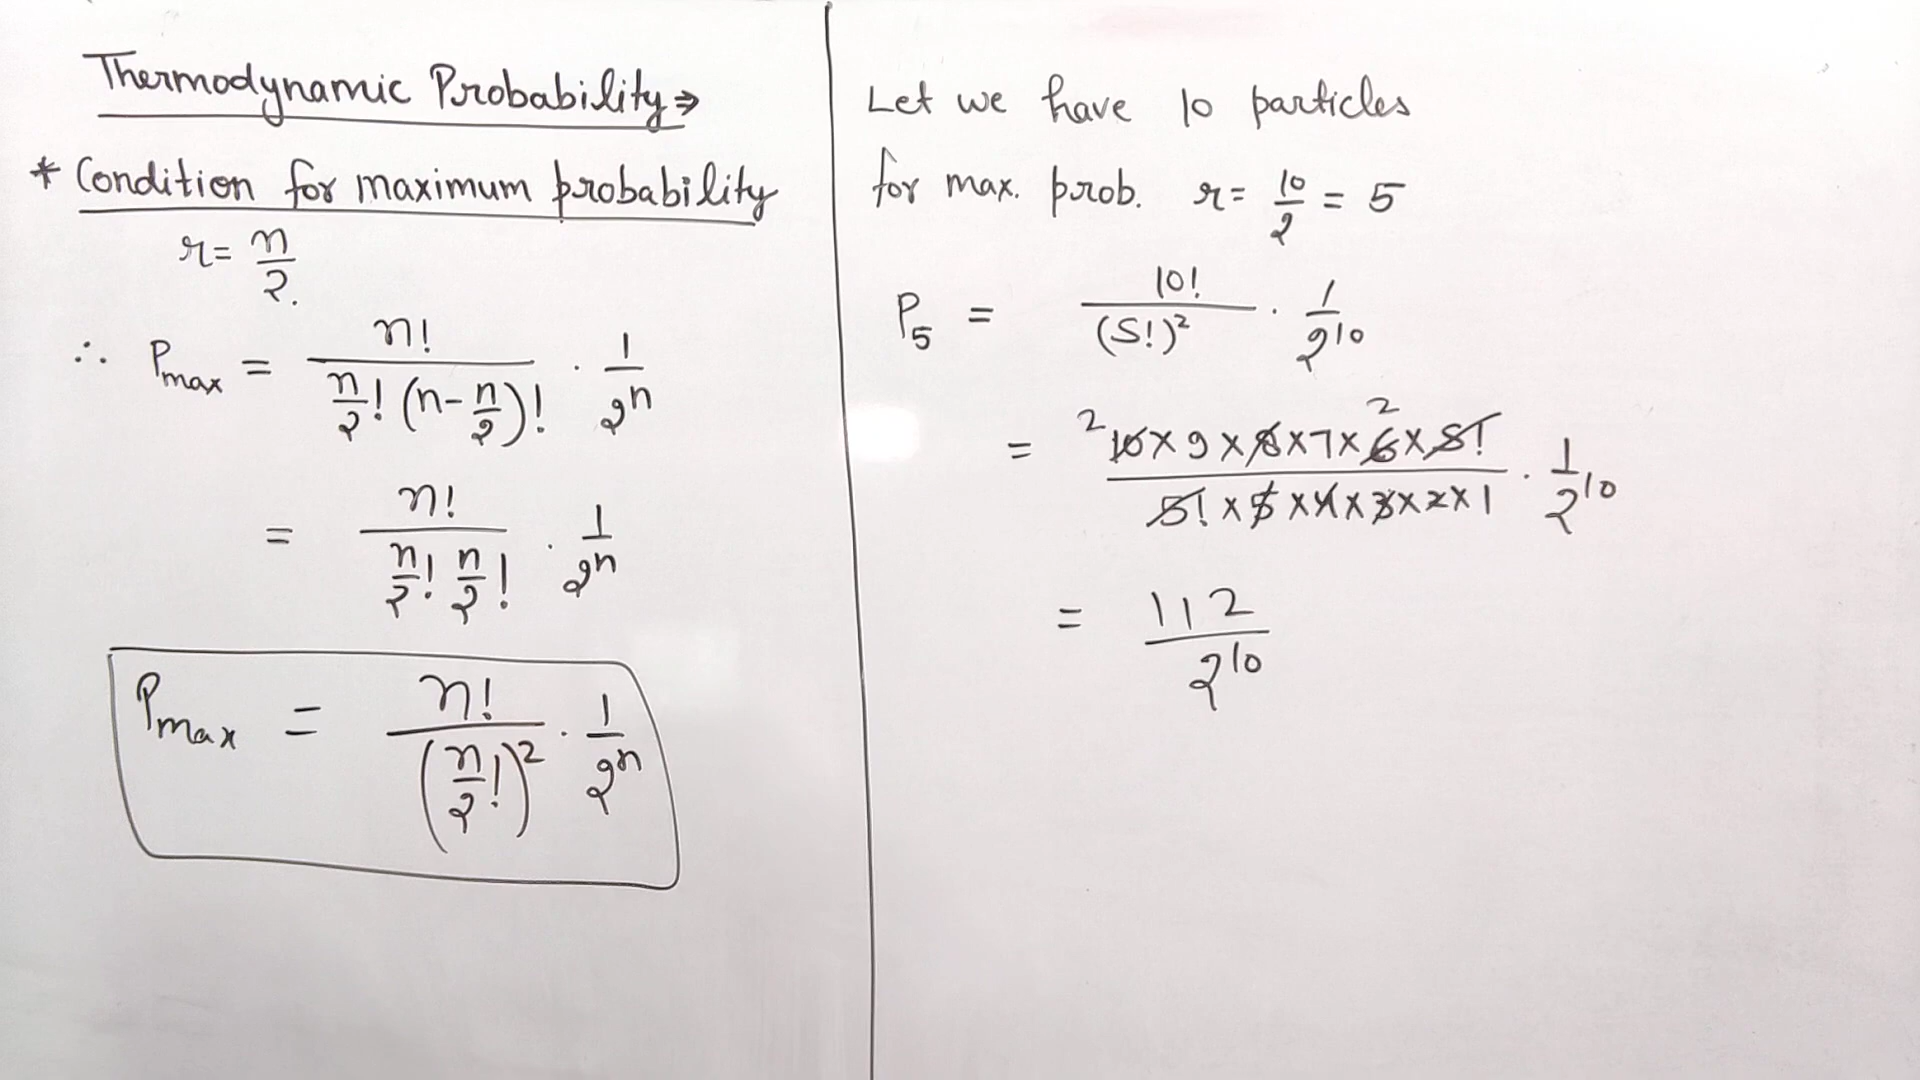 Thermodynamic Probability ⇒
* Condition for maximum probability
r = n/2.
∴ Pmax = n! / (n/2! (n - n/2)!) · 1/2^n
= n! / (n/2! n/2!) · 1/2^n
Pmax = n! / (n/2!)² · 1/2^n
Let we have 10 particles
for max. prob. r = 10/2 = 5
P₅ = 10! / (5!)² · 1/2^10
= 2 10 × 9 × 8 × 7 × 6 2 × 5! / (5! × 5 × 4 × 3 × 2 × 1) · 1/2^10
= 112 / 2^10